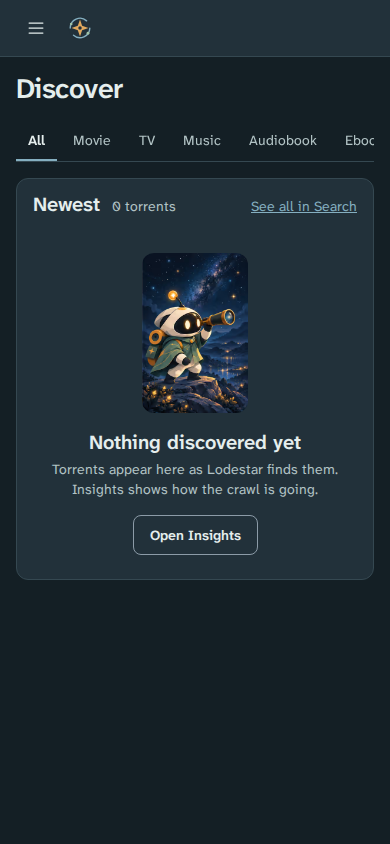 Discover
All Movie TV Music Audiobook
Newest 0 torrents See all in Search
Nothing discovered yet
Torrents appear here as Lodestar finds them.
Insights shows how the crawl is going.
Open Insights